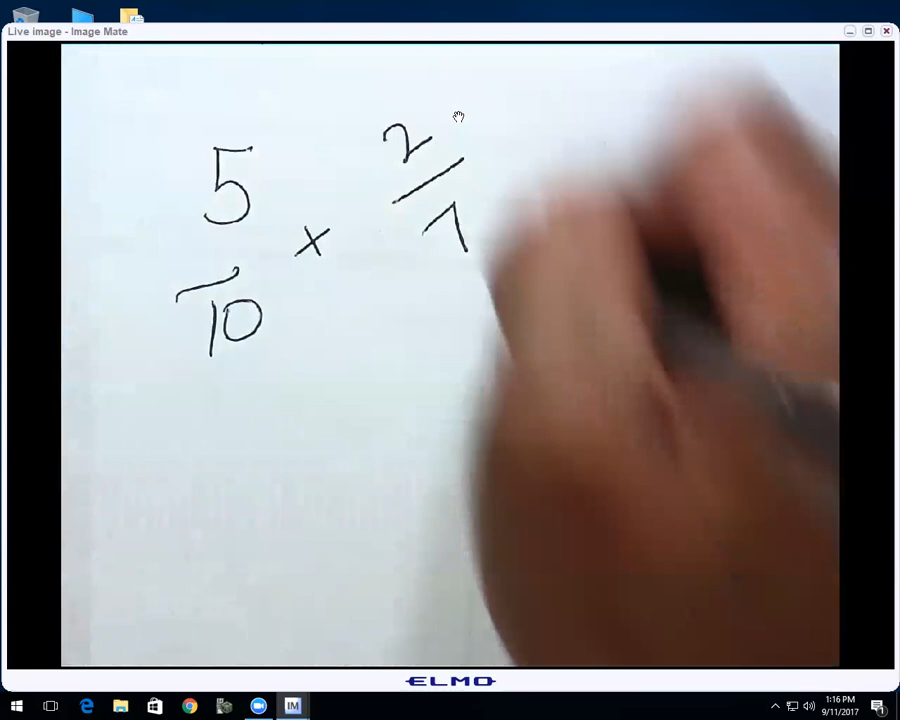 Live image - Image Mate
5/10 × 2/7
ELMO
1:16 PM
9/11/2017